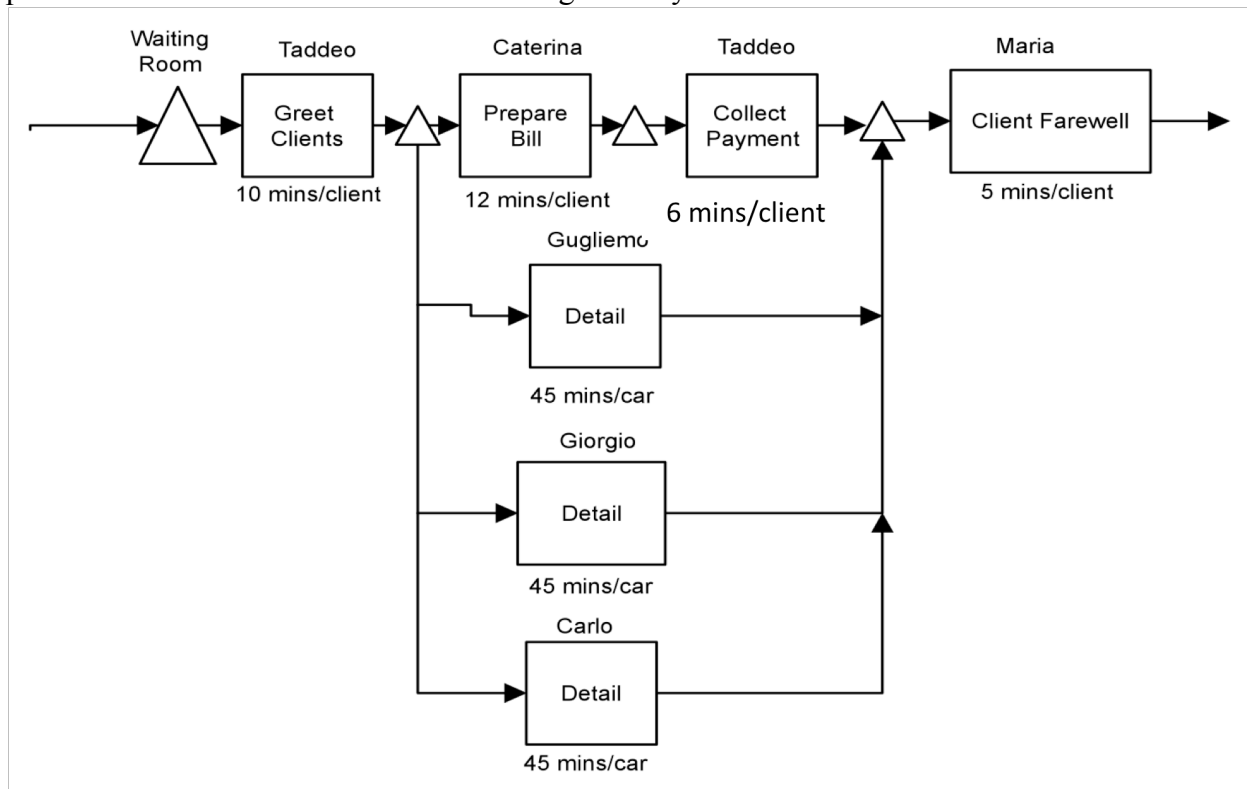 Waiting
Room
Taddeo
Caterina
Taddeo
Maria
Greet
Clients
Prepare
Bill
Collect
Payment
Client Farewell
10 mins/client
12 mins/client
6 mins/client
5 mins/client
Gugliemo
Detail
45 mins/car
Giorgio
Detail
45 mins/car
Carlo
Detail
45 mins/car